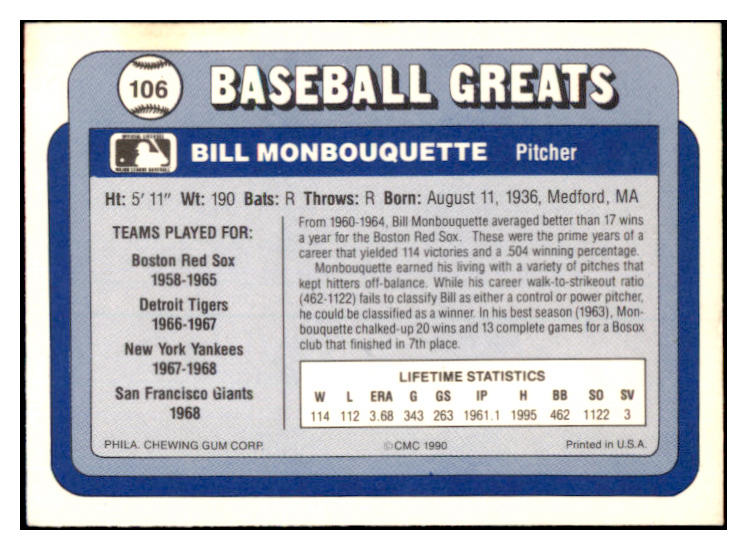 106
BASEBALL GREATS
OFFICIAL LICENSEE
MAJOR LEAGUE BASEBALL
BILL MONBOUQUETTE Pitcher
Ht: 5' 11" Wt: 190 Bats: R Throws: R Born: August 11, 1936, Medford, MA
TEAMS PLAYED FOR:
Boston Red Sox
1958-1965
Detroit Tigers
1966-1967
New York Yankees
1967-1968
San Francisco Giants
1968
From 1960-1964, Bill Monbouquette averaged better than 17 wins
a year for the Boston Red Sox. These were the prime years of a
career that yielded 114 victories and a .504 winning percentage.
Monbouquette earned his living with a variety of pitches that
kept hitters off-balance. While his career walk-to-strikeout ratio
(462-1122) fails to classify Bill as either a control or power pitcher,
he could be classified as a winner. In his best season (1963), Mon-
bouquette chalked-up 20 wins and 13 complete games for a Bosox
club that finished in 7th place.
LIFETIME STATISTICS
W L ERA G GS IP H BB SO SV
114 112 3.68 343 263 1961.1 1995 462 1122 3
PHILA. CHEWING GUM CORP. ©CMC 1990 Printed in U.S.A.